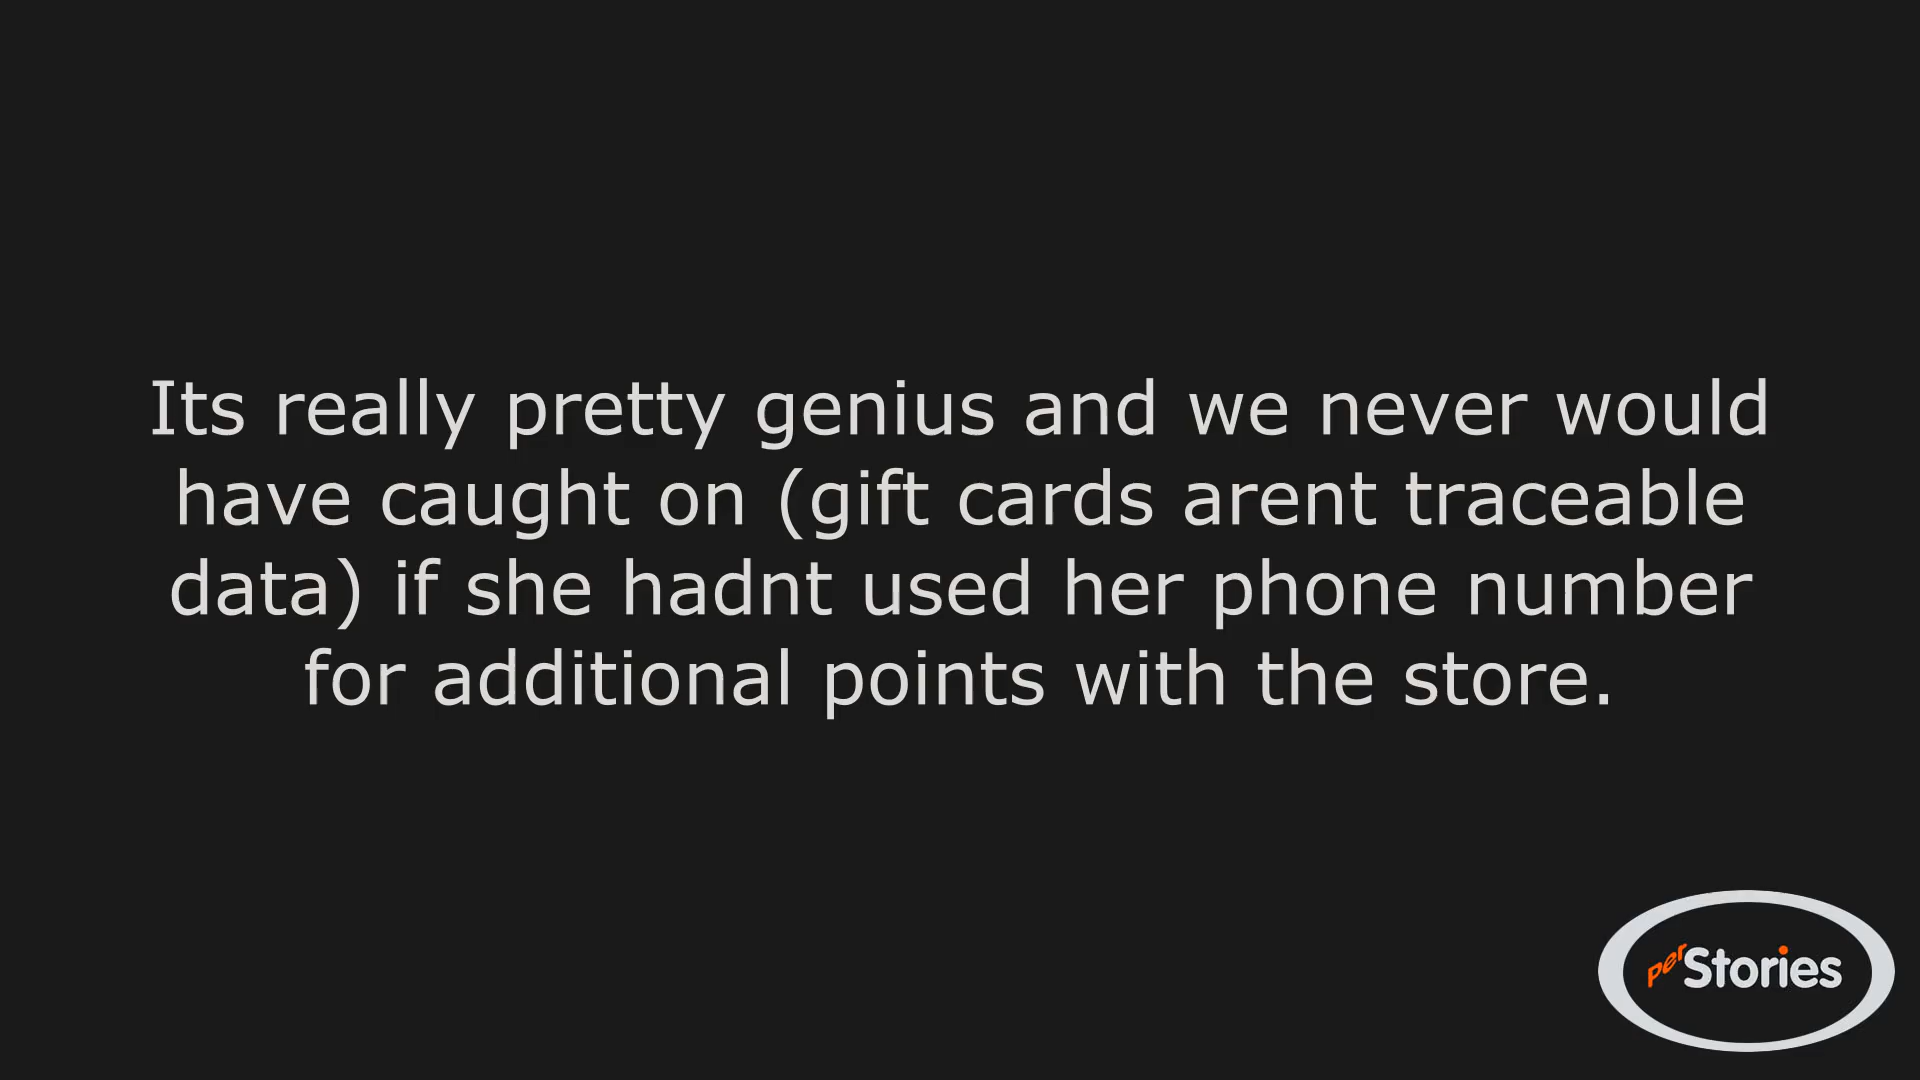 Its really pretty genius and we never would
have caught on (gift cards arent traceable
data) if she hadnt used her phone number
for additional points with the store.
perStories